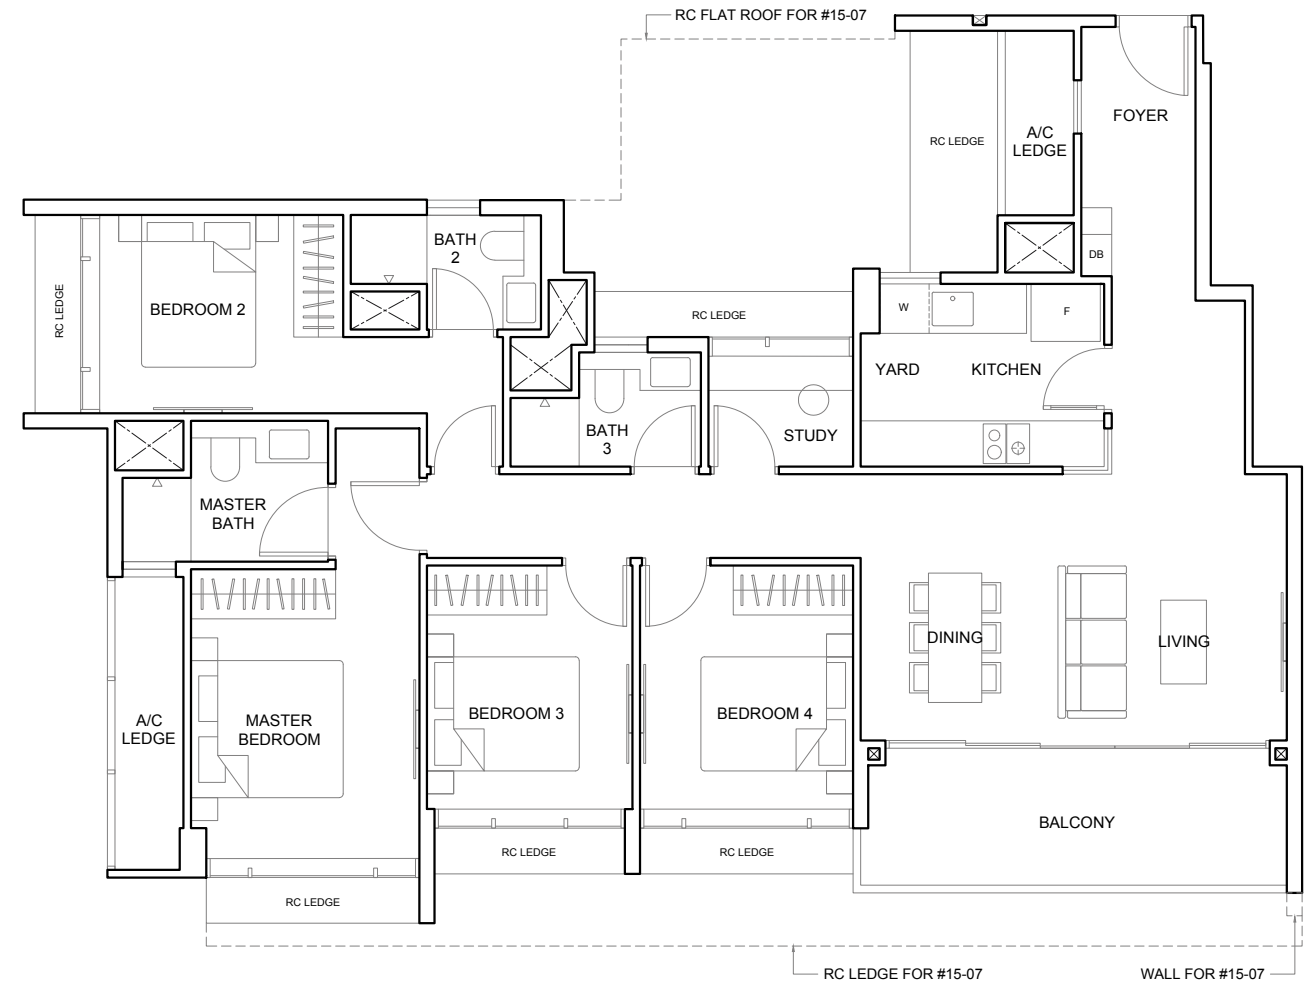 RC FLAT ROOF FOR #15-07
FOYER
RC LEDGE
A/C
LEDGE
BATH
2
DB
BEDROOM 2
RC LEDGE
RC LEDGE
W
F
YARD
KITCHEN
BATH
3
STUDY
MASTER
BATH
DINING
LIVING
A/C
LEDGE
MASTER
BEDROOM
BEDROOM 3
BEDROOM 4
BALCONY
RC LEDGE
RC LEDGE
RC LEDGE
RC LEDGE FOR #15-07
WALL FOR #15-07